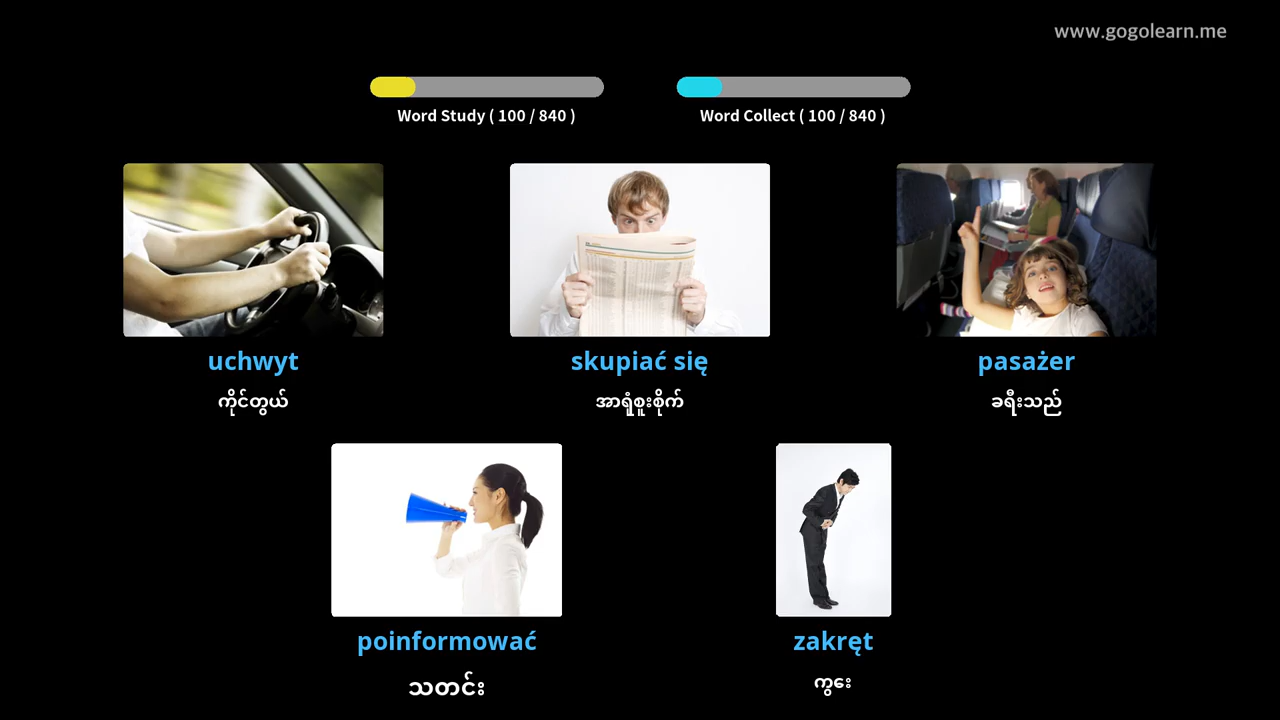 www.gogolearn.me
Word Study ( 100 / 840 ) Word Collect ( 100 / 840 )
uchwyt skupiać się pasażer
ကိုင်တွယ် အာရုံစူးစိုက် ခရီးသည်
poinformować zakręt
သတင်း ကွေး